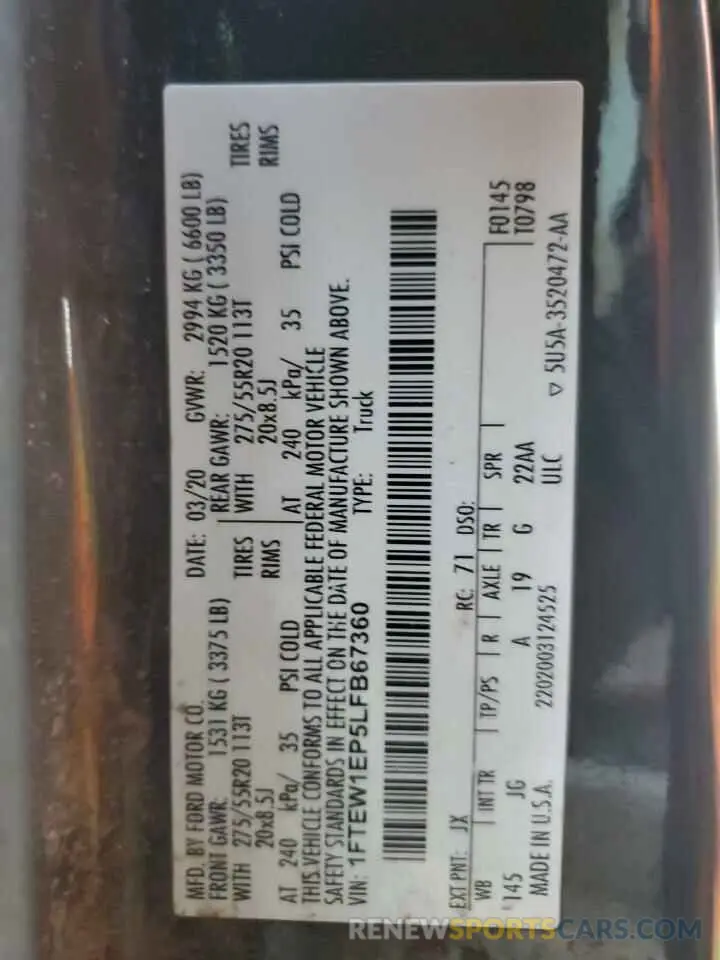 MFD. BY FORD MOTOR CO.
DATE: 03/20 GVWR: 2994 KG ( 6600 LB)
FRONT GAWR: 1531 KG ( 3375 LB)
REAR GAWR: 1520 KG ( 3350 LB)
WITH 275/55R20 113T TIRES
WITH 275/55R20 113T TIRES
20x8.5J RIMS
20x8.5J RIMS
AT 240 kPa/ 35 PSI COLD
AT 240 kPa/ 35 PSI COLD
THIS VEHICLE CONFORMS TO ALL APPLICABLE FEDERAL MOTOR VEHICLE
SAFETY STANDARDS IN EFFECT ON THE DATE OF MANUFACTURE SHOWN ABOVE.
VIN: 1FTEW1EP5LFB67360 TYPE: Truck
EXT PNT: JX RC: 71 DSO:
WB INT TR TP/PS R AXLE TR SPR F0145
145 JG A 19 G 22AA T0798
MADE IN U.S.A. 2202003124525 ULC
▽ 5U5A-3520472-AA
RENEWSPORTSCARS.COM